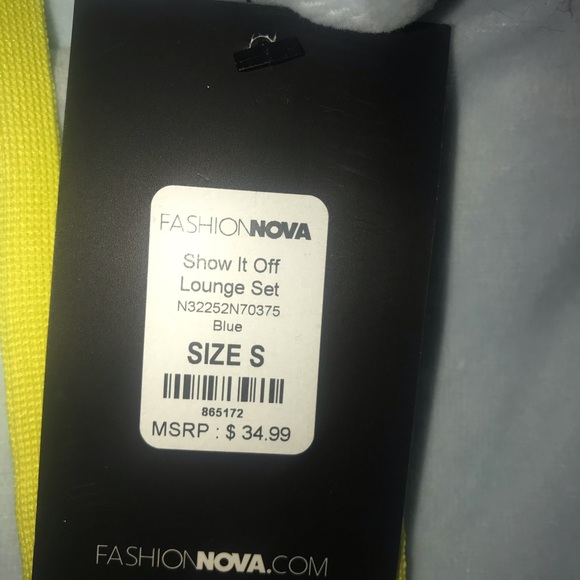 FASHIONNOVA
Show It Off
Lounge Set
N32252N70375
Blue
SIZE S
865172
MSRP : $ 34.99
FASHIONNOVA.COM